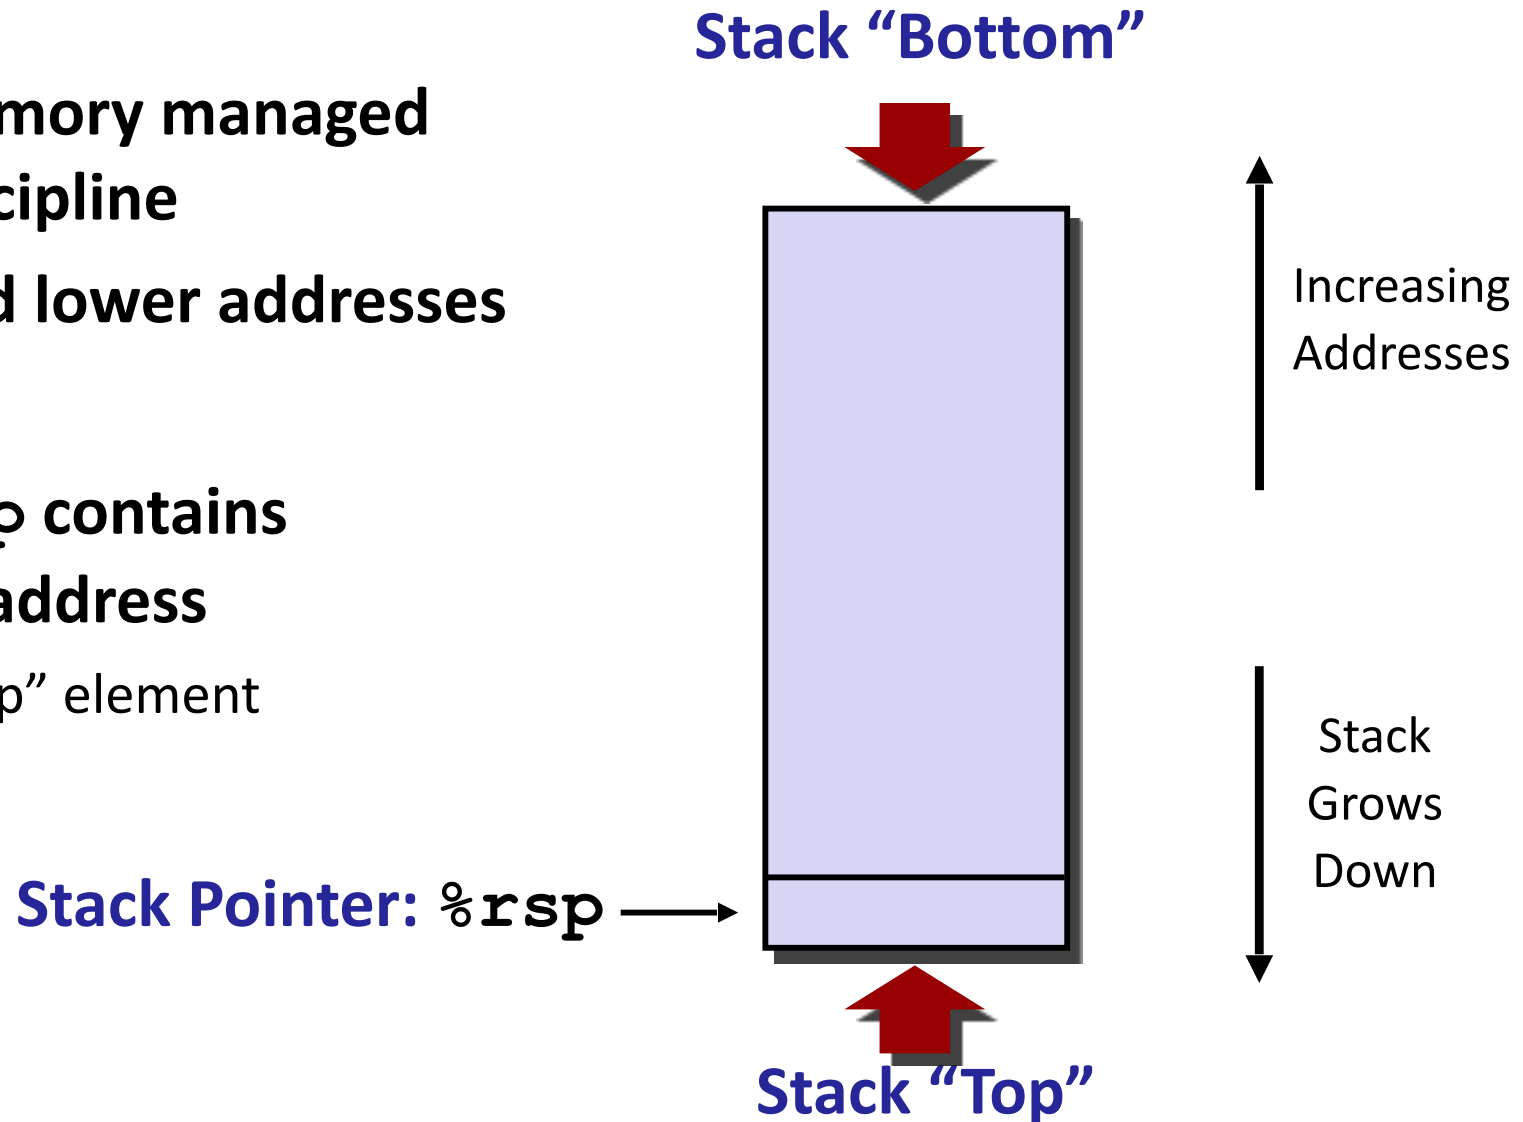 Stack “Bottom”
mory managed
cipline
d lower addresses
p contains
address
p” element
Increasing
Addresses
Stack
Grows
Down
Stack Pointer: %rsp
Stack “Top”